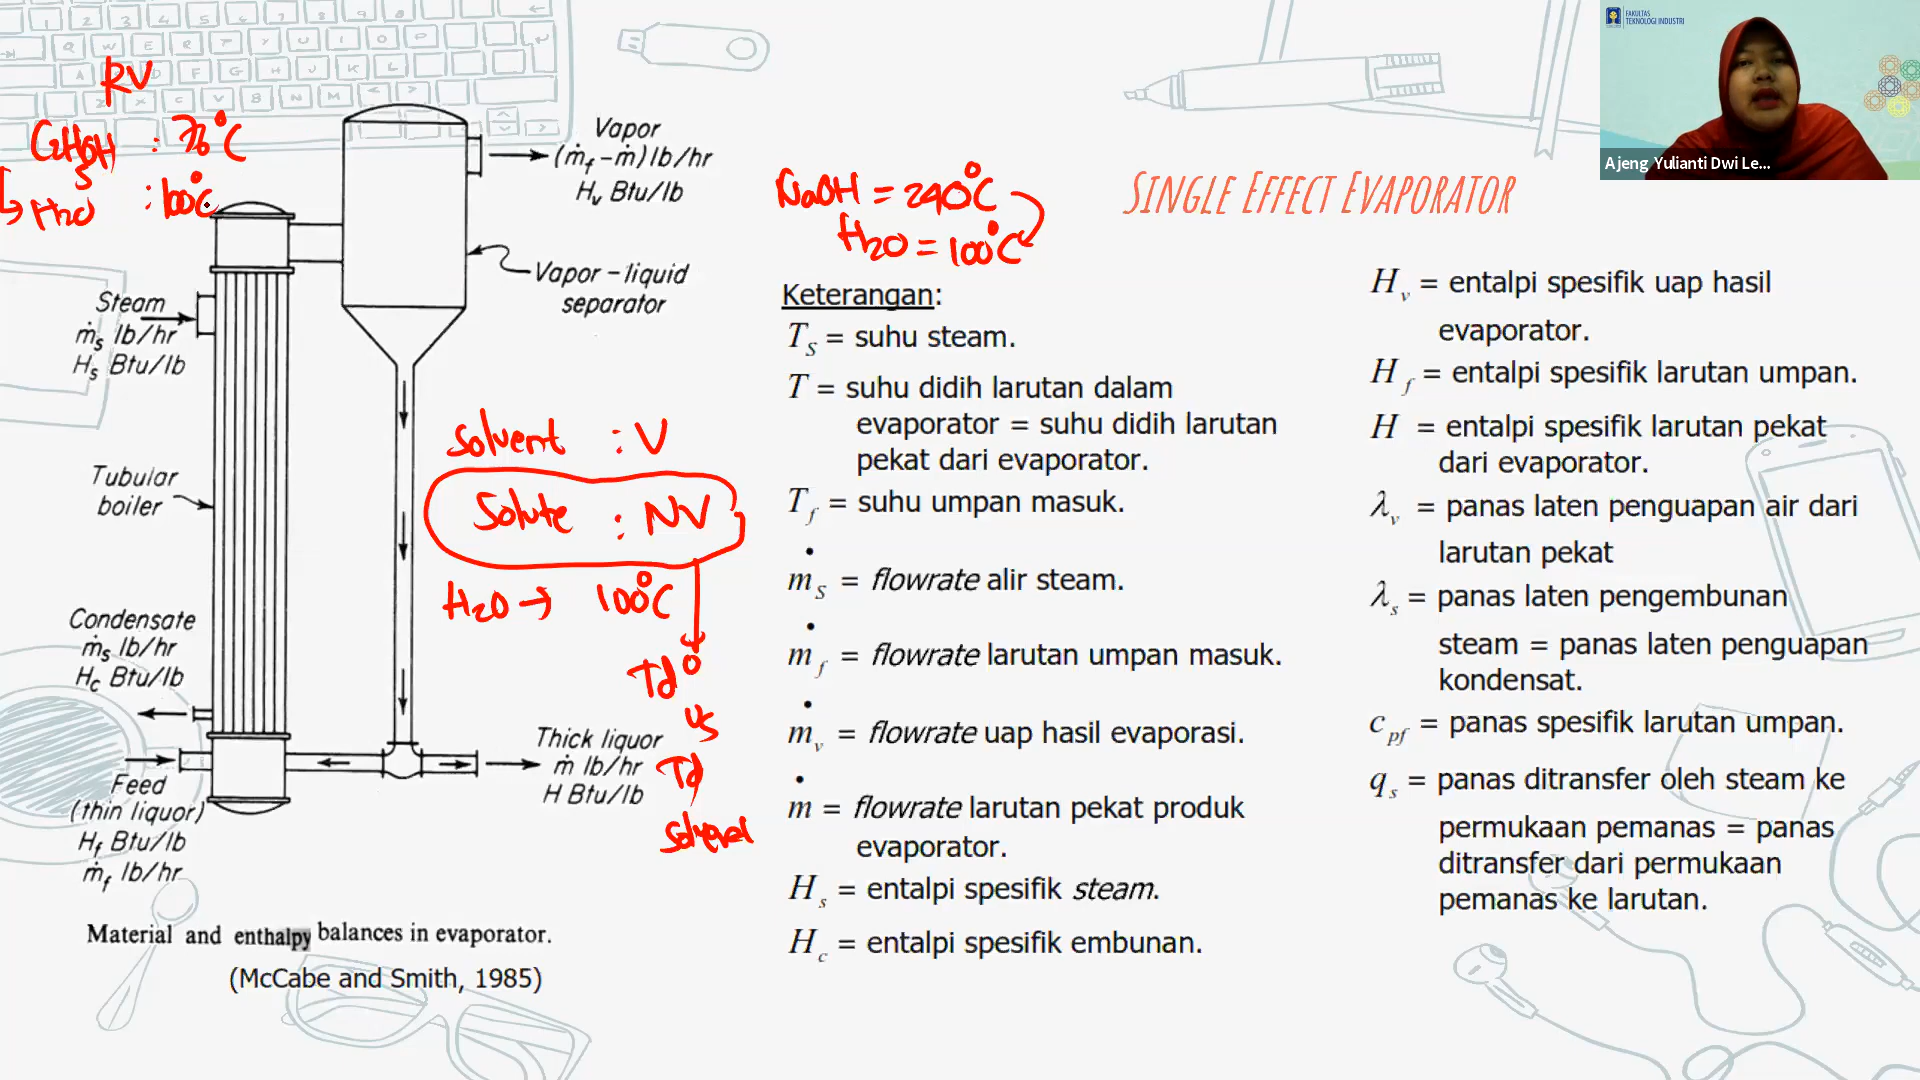 RV
C2H5OH : 78°C
H2O : 100°C
Vapor
(ṁf – ṁ) lb/hr
Hv Btu/lb
Vapor – liquid
separator
Steam
ṁs lb/hr
Hs Btu/lb
Tubular
boiler
Condensate
ṁs lb/hr
Hc Btu/lb
Feed
(thin liquor)
Hf Btu/lb
ṁf lb/hr
Thick liquor
ṁ lb/hr
H Btu/lb
Solvent : V
Solute : NV
H2O → 100°C
Td
vs
Td
Material and enthalpy balances in evaporator.
(McCabe and Smith, 1985)
NaOH = 240°C
H2O = 100°C
SINGLE EFFECT EVAPORATOR
Keterangan:
TS = suhu steam.
T = suhu didih larutan dalam
evaporator = suhu didih larutan
pekat dari evaporator.
Tf = suhu umpan masuk.
ṁS = flowrate alir steam.
ṁf = flowrate larutan umpan masuk.
ṁv = flowrate uap hasil evaporasi.
ṁ = flowrate larutan pekat produk
evaporator.
Hs = entalpi spesifik steam.
Hc = entalpi spesifik embunan.
Hv = entalpi spesifik uap hasil
evaporator.
Hf = entalpi spesifik larutan umpan.
H = entalpi spesifik larutan pekat
dari evaporator.
λv = panas laten penguapan air dari
larutan pekat
λs = panas laten pengembunan
steam = panas laten penguapan
kondensat.
cpf = panas spesifik larutan umpan.
qs = panas ditransfer oleh steam ke
permukaan pemanas = panas
ditransfer dari permukaan
pemanas ke larutan.
FAKULTAS
TEKNOLOGI INDUSTRI
Ajeng Yulianti Dwi Le...